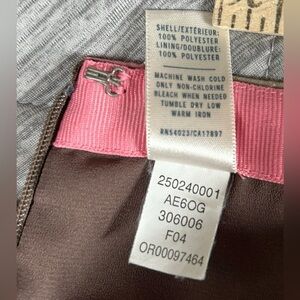 SHELL/EXTÉRIEUR:
100% POLYESTER
LINING/DOUBLURE:
100% POLYESTER
MACHINE WASH COLD
ONLY NON-CHLORINE
BLEACH WHEN NEEDED
TUMBLE DRY LOW
WARM IRON
RN54023/CA17897
250240001
AE6OG
306006
F04
OR00097464